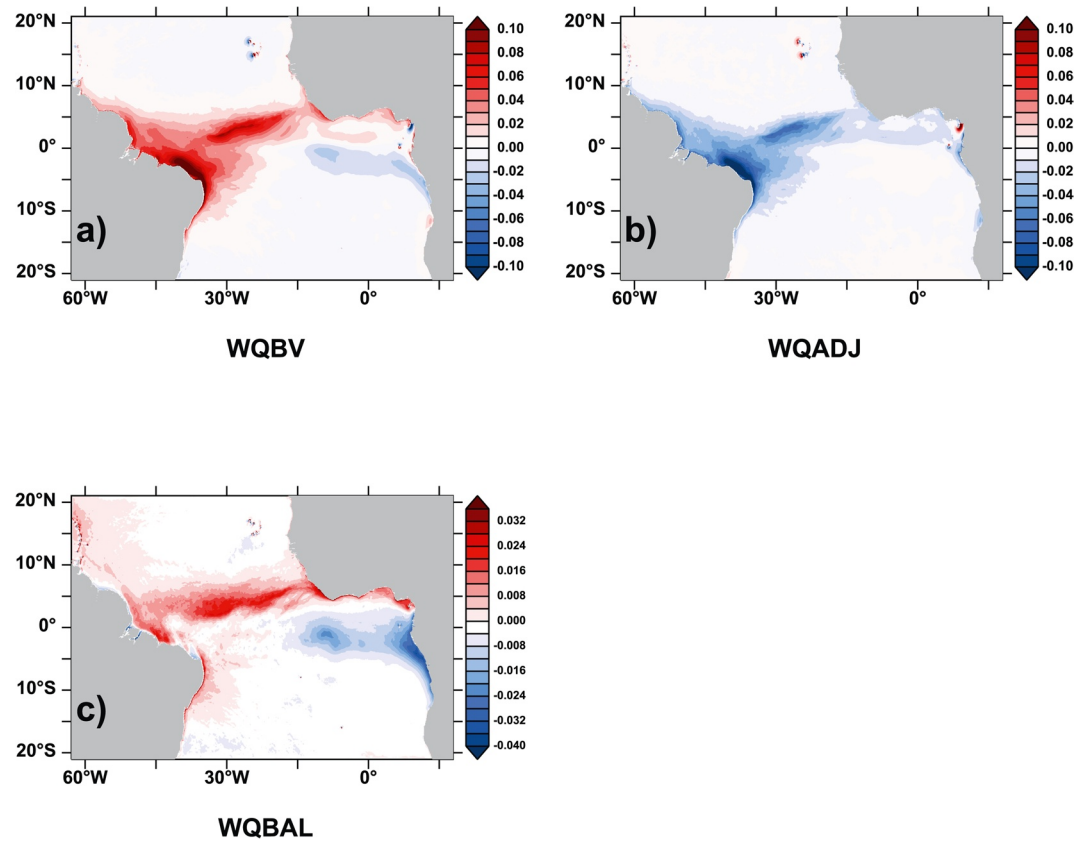 20°N
10°N
0°
10°S
20°S
a)
60°W 30°W 0°
0.10
0.08
0.06
0.04
0.02
0.00
-0.02
-0.04
-0.06
-0.08
-0.10
WQBV
20°N
10°N
0°
10°S
20°S
b)
60°W 30°W 0°
0.10
0.08
0.06
0.04
0.02
0.00
-0.02
-0.04
-0.06
-0.08
-0.10
WQADJ
20°N
10°N
0°
10°S
20°S
c)
60°W 30°W 0°
0.032
0.024
0.016
0.008
0.000
-0.008
-0.016
-0.024
-0.032
-0.040
WQBAL